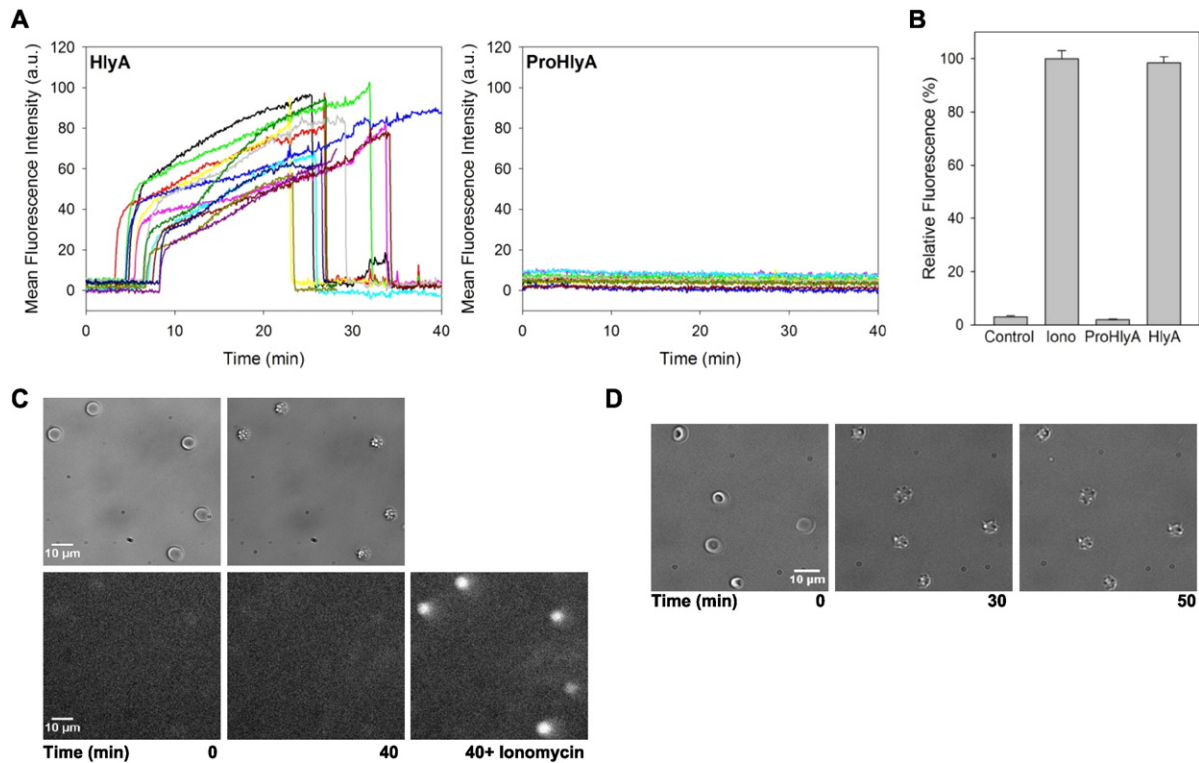 A
HlyA
Mean Fluorescence Intensity (a.u.)
120
100
80
60
40
20
0
0 10 20 30 40
Time (min)
ProHlyA
Mean Fluorescence Intensity (a.u.)
120
100
80
60
40
20
0
0 10 20 30 40
Time (min)
B
Relative Fluorescence (%)
100
80
60
40
20
0
Control Iono ProHlyA HlyA
C
10 µm
10 µm
Time (min) 0 40 40+ Ionomycin
D
10 µm
Time (min) 0 30 50